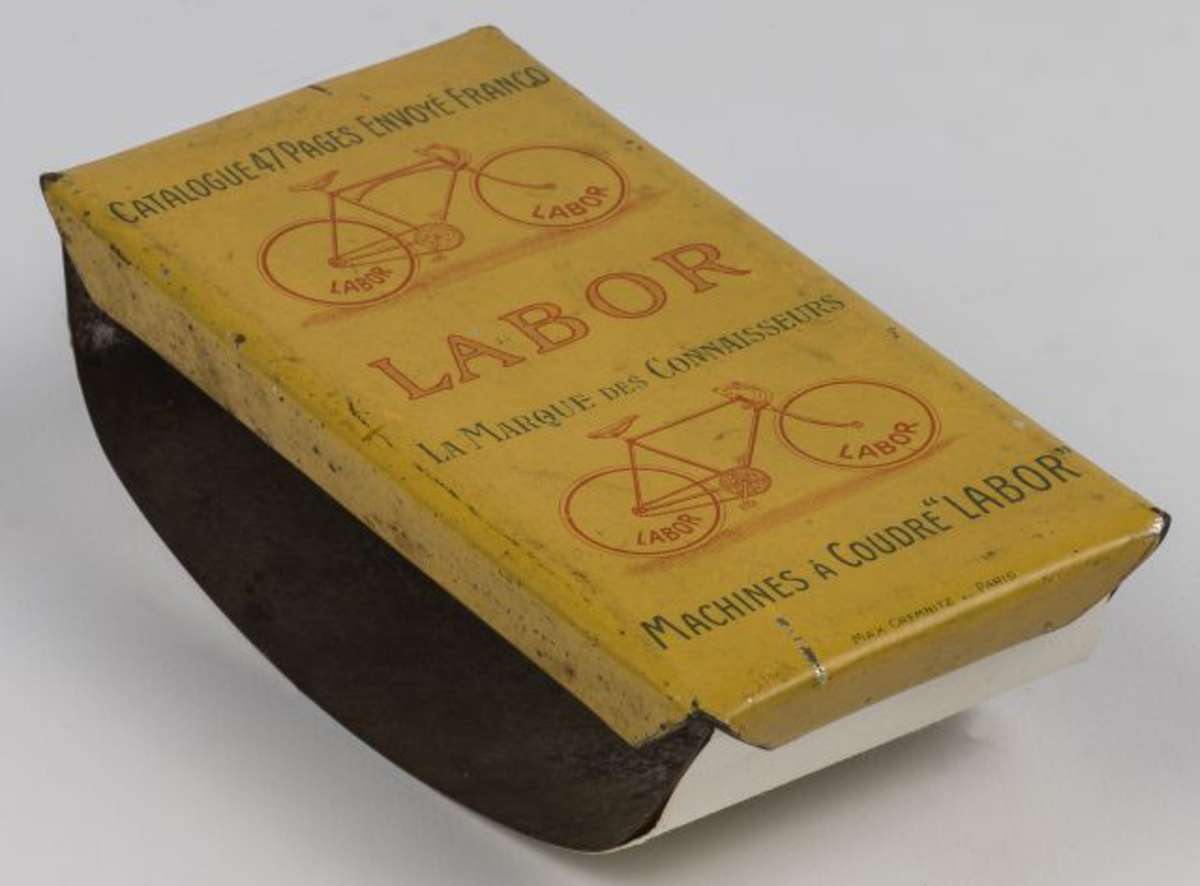 CATALOGUE 47 PAGES ENVOYÉ FRANCO
LABOR
LABOR
LABOR
LA MARQUE DES CONNAISSEURS
LABOR
LABOR
MACHINES À COUDRE "LABOR"
MAX CREMNITZ - PARIS